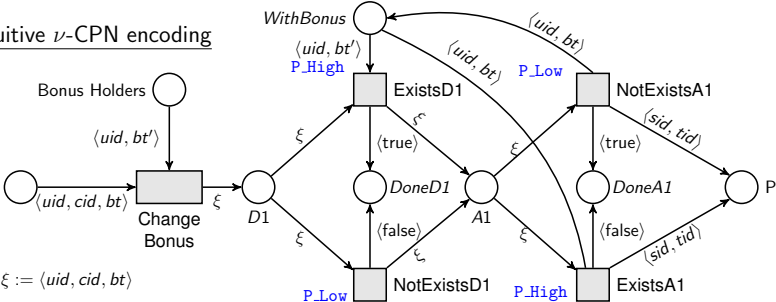 uitive ν-CPN encoding
WithBonus
⟨uid, bt′⟩
P_High
ExistsD1
⟨uid, bt⟩
⟨uid, bt⟩
P_Low
NotExistsA1
Bonus Holders
⟨uid, bt′⟩
ξ
⟨true⟩
ξ
ξ
⟨true⟩
⟨sid, tid⟩
⟨uid, cid, bt⟩
Change
Bonus
ξ
D1
DoneD1
A1
DoneA1
P
ξ
⟨false⟩
ξ
ξ
⟨false⟩
⟨sid, tid⟩
ξ := ⟨uid, cid, bt⟩
P_Low
NotExistsD1
P_High
ExistsA1